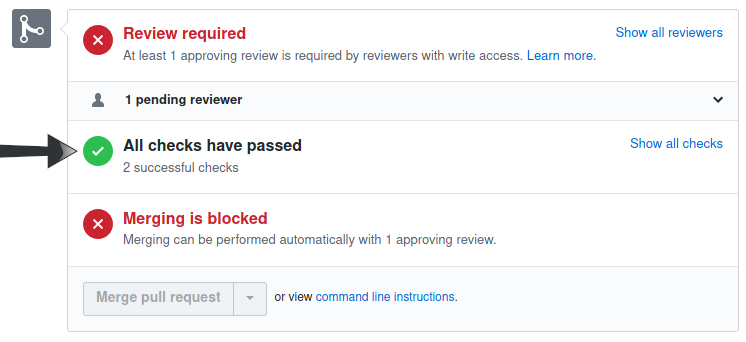 Review required
Show all reviewers
At least 1 approving review is required by reviewers with write access. Learn more.
1 pending reviewer
All checks have passed
Show all checks
2 successful checks
Merging is blocked
Merging can be performed automatically with 1 approving review.
Merge pull request
or view command line instructions.